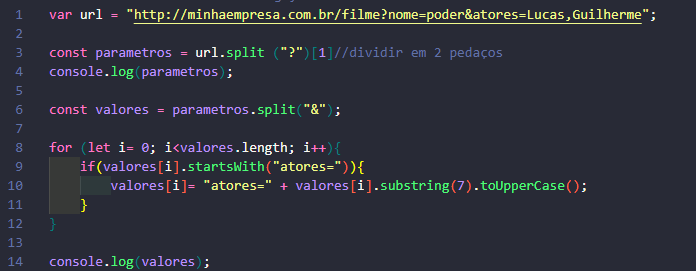 1 var url = "http://minhaempresa.com.br/filme?nome=poder&atores=Lucas,Guilherme";
2
3 const parametros = url.split ("?")[1]//dividir em 2 pedaços
4 console.log(parametros);
5
6 const valores = parametros.split("&");
7
8 for (let i= 0; i<valores.length; i++){
9 if(valores[i].startsWith("atores=")){
10 valores[i]= "atores=" + valores[i].substring(7).toUpperCase();
11 }
12 }
13
14 console.log(valores);